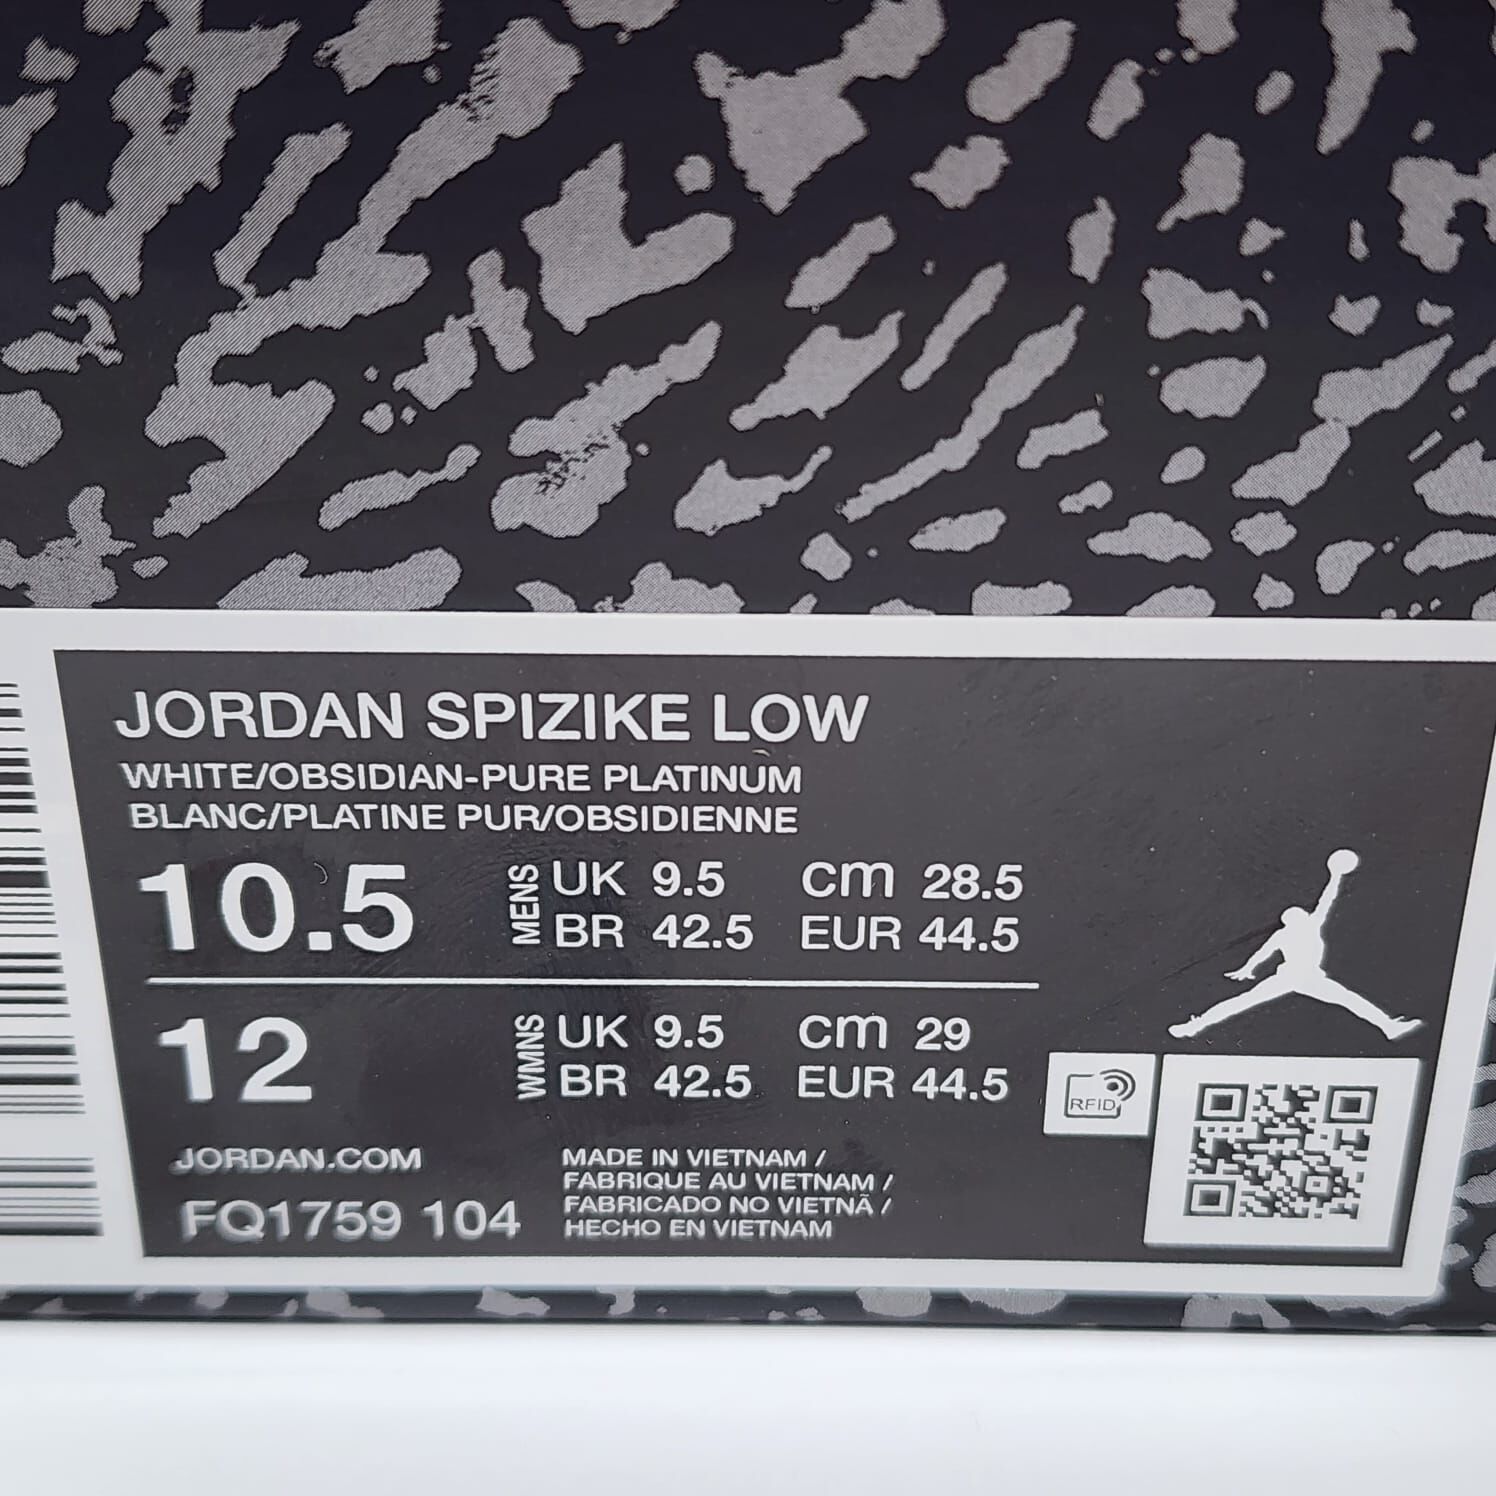 JORDAN SPIZIKE LOW
WHITE/OBSIDIAN-PURE PLATINUM
BLANC/PLATINE PUR/OBSIDIENNE
10.5 MENS UK 9.5 cm 28.5
BR 42.5 EUR 44.5
12 WMNS UK 9.5 cm 29
BR 42.5 EUR 44.5
RFID
JORDAN.COM
FQ1759 104
MADE IN VIETNAM /
FABRIQUE AU VIETNAM /
FABRICADO NO VIETNÃ /
HECHO EN VIETNAM